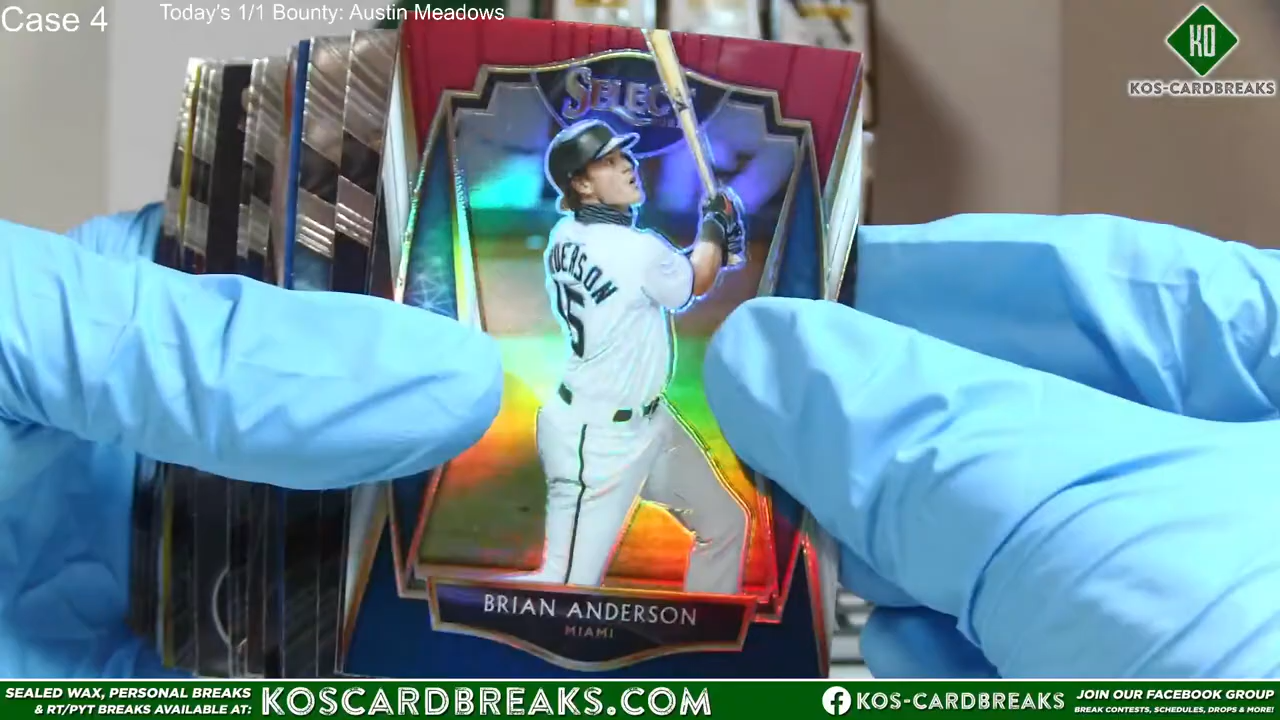 Case 4
Today's 1/1 Bounty: Austin Meadows
KO
KOS-CARDBREAKS
SELECT
15
BRIAN ANDERSON
MIAMI
SEALED WAX, PERSONAL BREAKS
& RT/PYT BREAKS AVAILABLE AT:
KOSCARDBREAKS.COM
KOS-CARDBREAKS
JOIN OUR FACEBOOK GROUP
BREAK CONTESTS, SCHEDULES, DROPS & MORE!